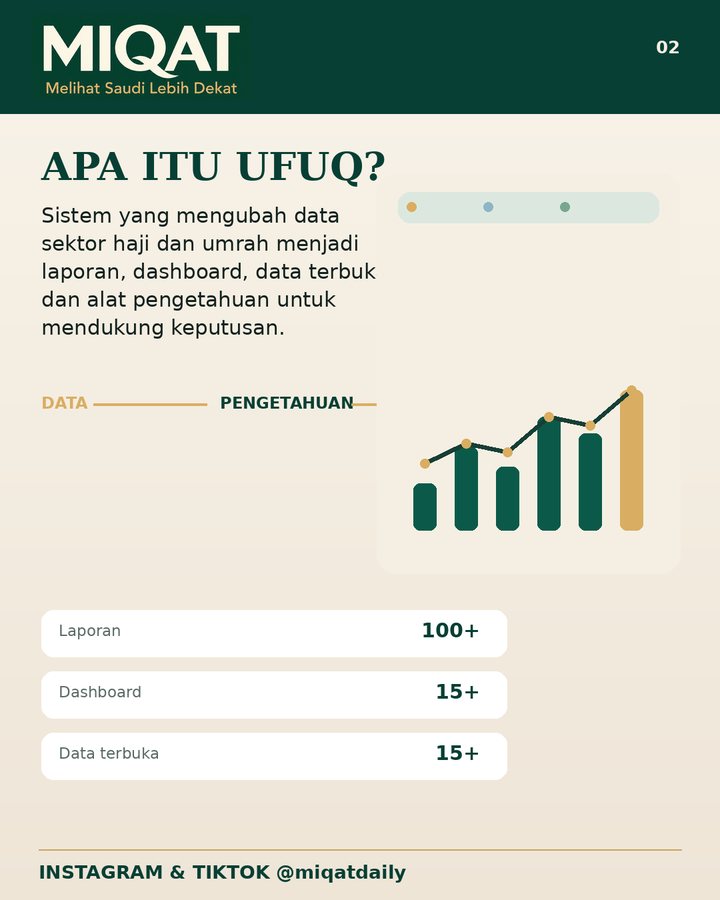 MIQAT
Melihat Saudi Lebih Dekat
02
APA ITU UFUQ?
Sistem yang mengubah data
sektor haji dan umrah menjadi
laporan, dashboard, data terbuk
dan alat pengetahuan untuk
mendukung keputusan.
DATA
PENGETAHUAN
Laporan
100+
Dashboard
15+
Data terbuka
15+
INSTAGRAM & TIKTOK @miqatdaily